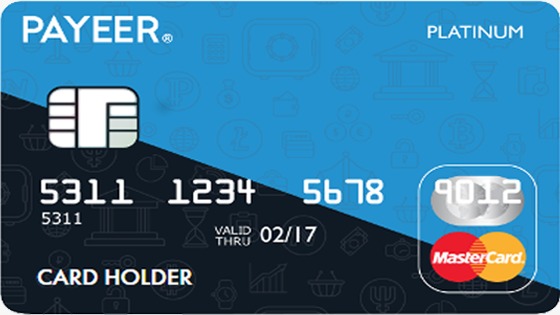 PAYEER®
PLATINUM
5311 1234 5678 9012
5311
VALID THRU 02/17
CARD HOLDER
MasterCard